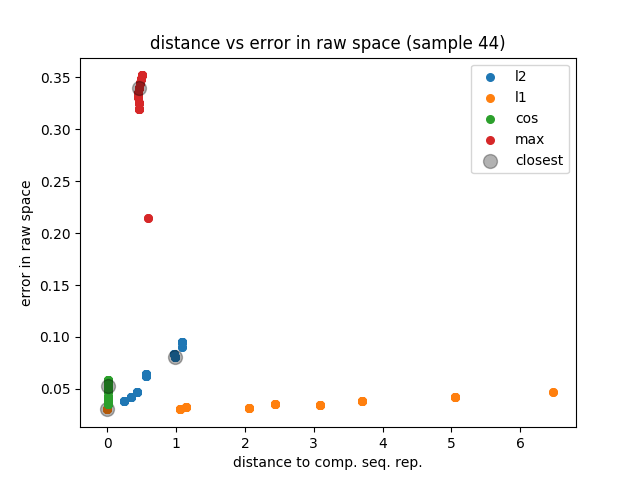 distance vs error in raw space (sample 44)
l2
l1
cos
max
closest
error in raw space
0.35
0.30
0.25
0.20
0.15
0.10
0.05
0 1 2 3 4 5 6
distance to comp. seq. rep.